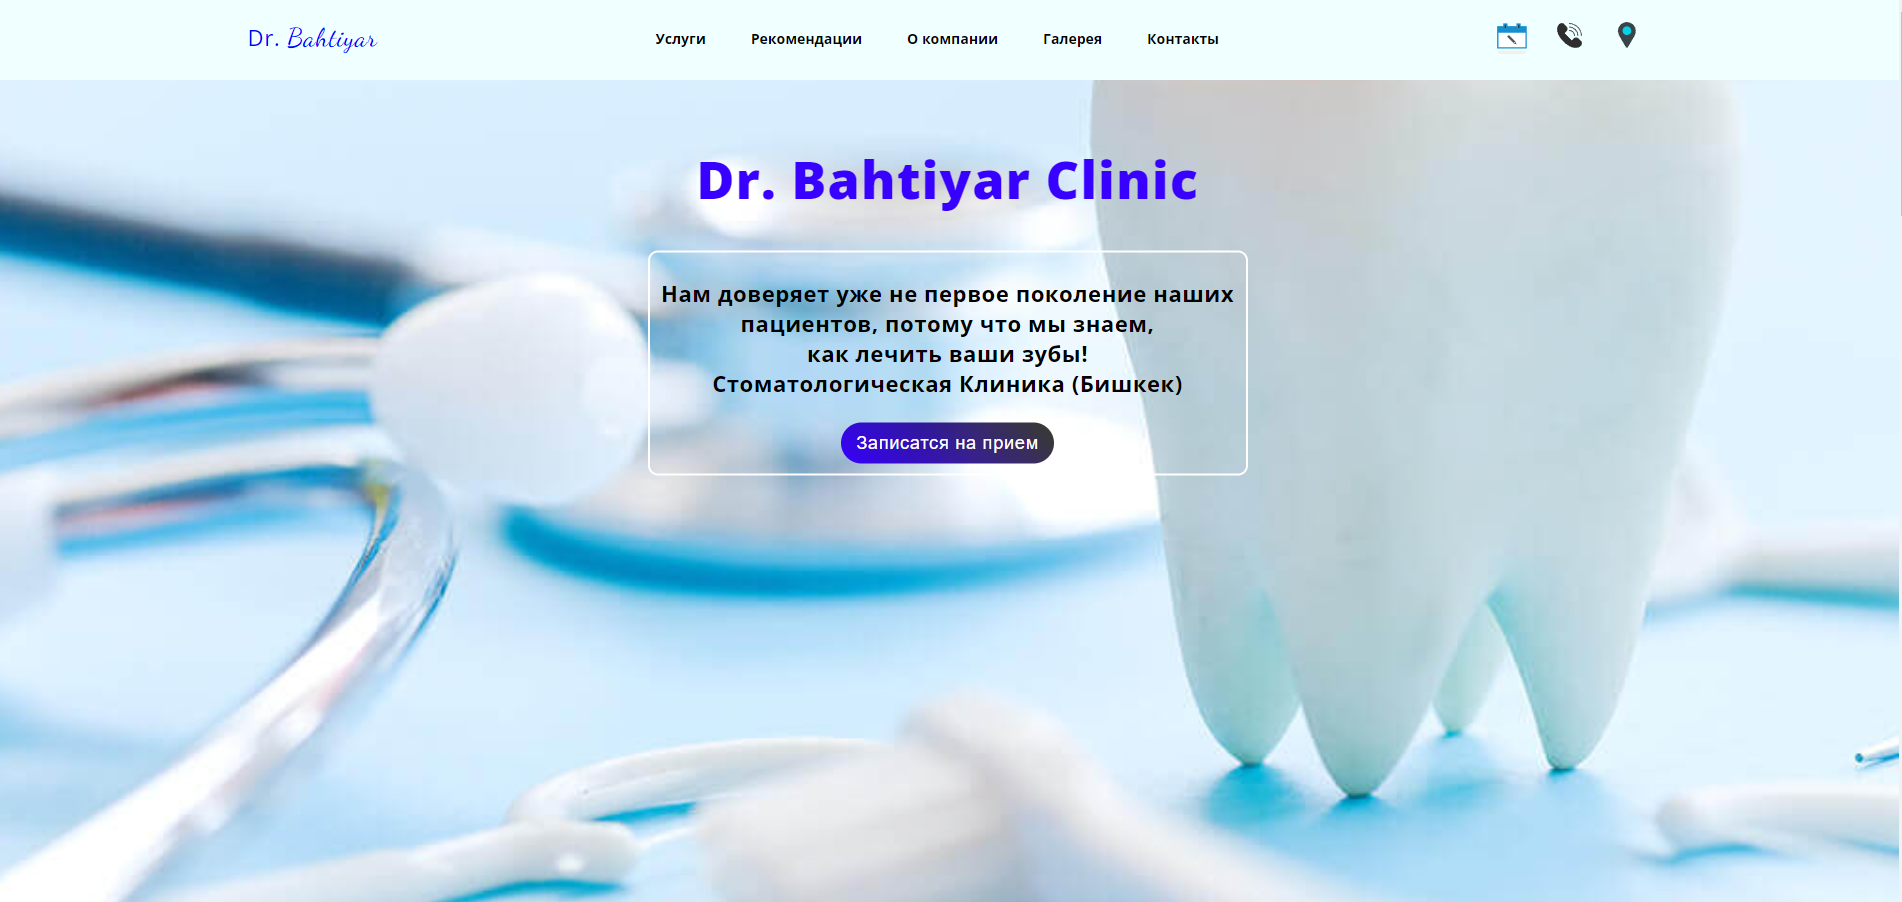 Dr. Bahtiyar
Услуги
Рекомендации
О компании
Галерея
Контакты
Dr. Bahtiyar Clinic
Нам доверяет уже не первое поколение наших
пациентов, потому что мы знаем,
как лечить ваши зубы!
Стоматологическая Клиника (Бишкек)
Записатся на прием